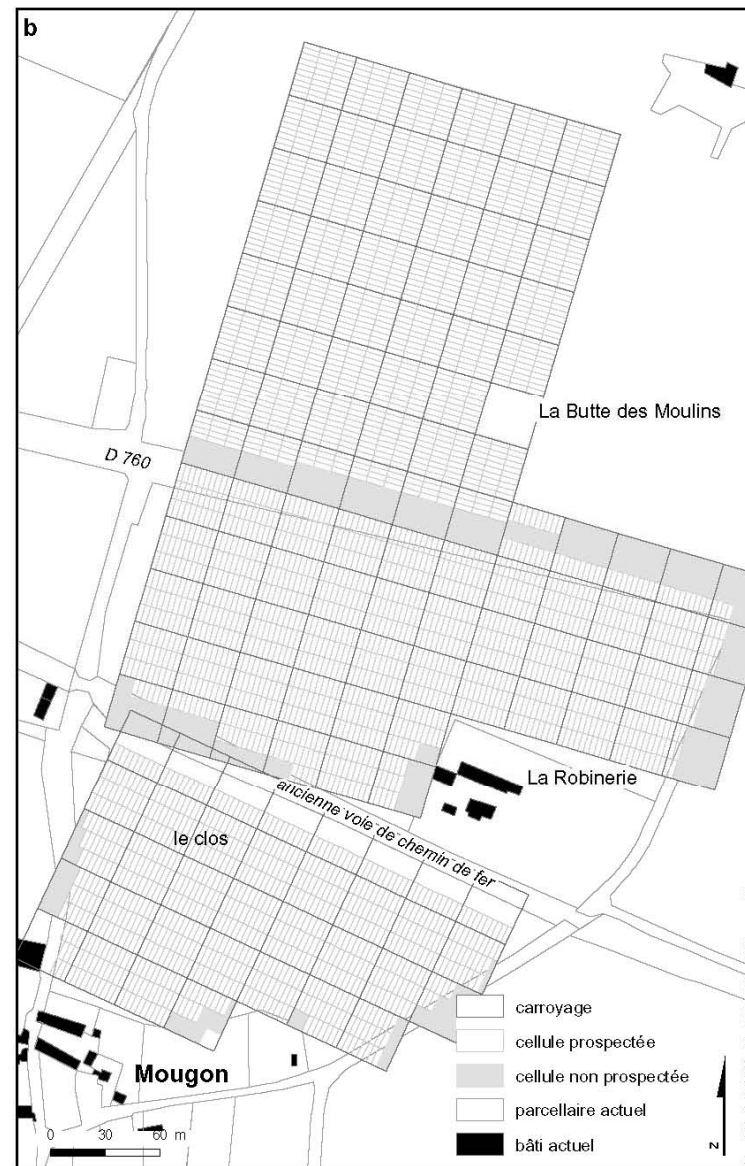 b
La Butte des Moulins
D 760
La Robinerie
ancienne voie de chemin de fer
le clos
Mougon
carroyage
cellule prospectée
cellule non prospectée
parcellaire actuel
bâti actuel
0 30 60 m
N